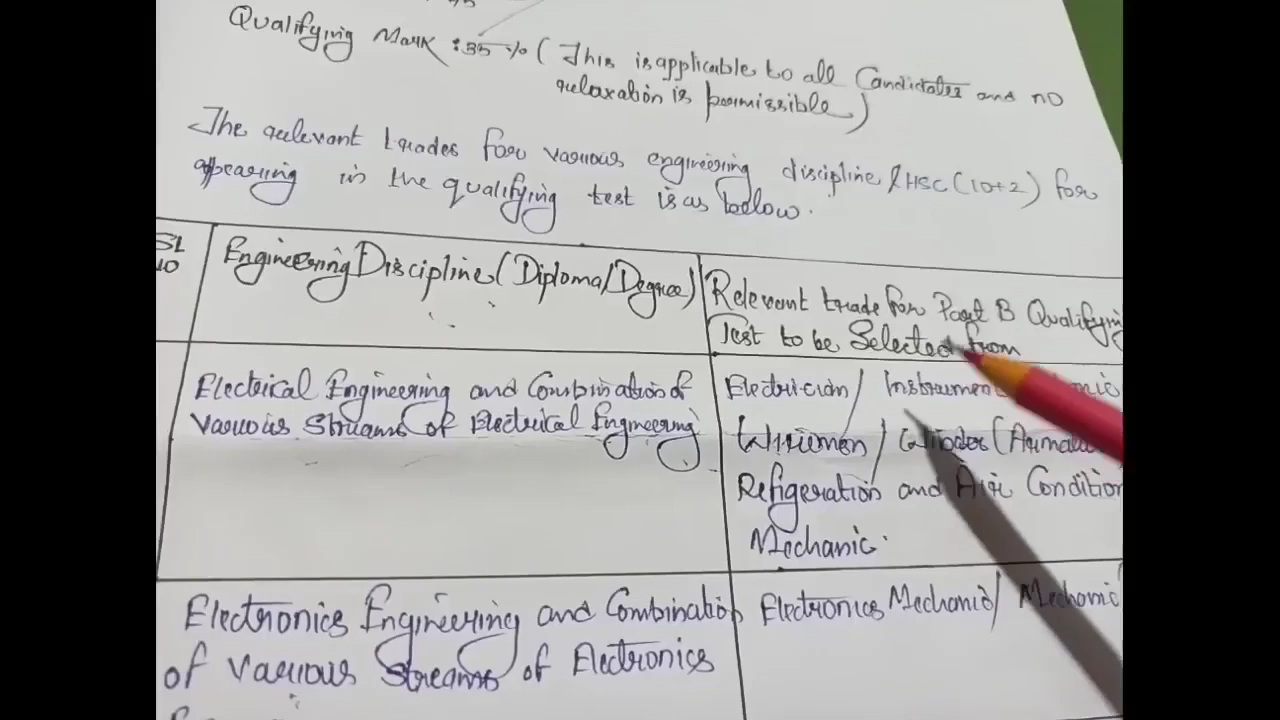 Qualifying Mark : 35 % ( This is applicable to all Candidates and no
relaxation is permissible )
The relevant trades for various engineering discipline & HSC (10+2) for
appearing in the qualifying test is as below.
SL
Engineering Discipline (Diploma/Degree)
Relevant trade for Part B Qualifying
Test to be Selected from
Electrical Engineering and Combination of
Various Streams of Electrical Engineering
Electrician /
Wiremen / Winder (
Refigeration and Air Condition
Mechanic.
Electronics Engineering and Combination
of Various Streams of Electronics
Electronics Mechanic / Mechanic